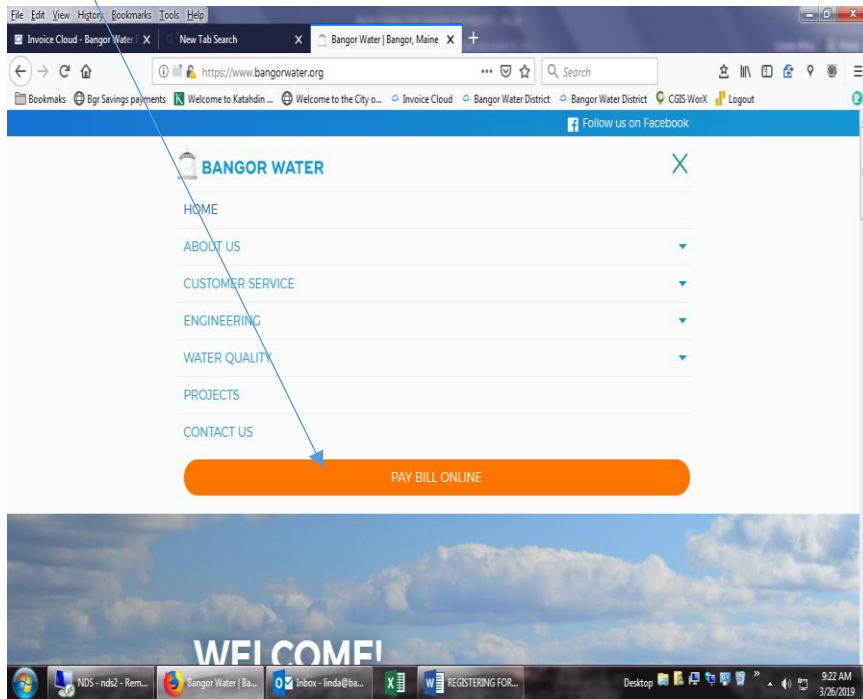 File Edit View History Bookmarks Tools Help
Invoice Cloud - Bangor Water X New Tab Search X Bangor Water | Bangor, Maine X +
https://www.bangorwater.org ... Search
Bookmaks Bgr Savings payments Welcome to Katahdin ... Welcome to the City o... Invoice Cloud Bangor Water District Bangor Water District CGIS WorX Logout
Follow us on Facebook
BANGOR WATER X
HOME
ABOUT US
CUSTOMER SERVICE
ENGINEERING
WATER QUALITY
PROJECTS
CONTACT US
PAY BILL ONLINE
WELCOME!
NDS - nds2 - Rem... Bangor Water | Ba... Inbox - linda@ba... REGISTERING FOR... Desktop » 9:22 AM
3/26/2019